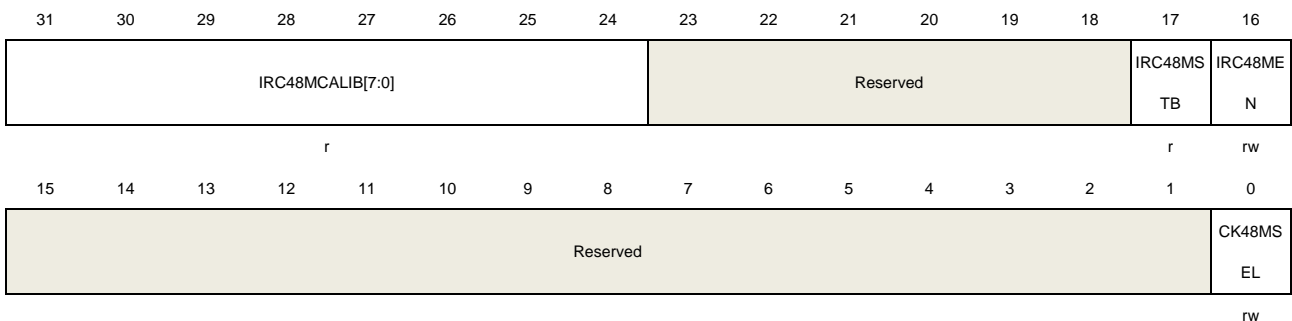 31 30 29 28 27 26 25 24 23 22 21 20 19 18 17 16
IRC48MCALIB[7:0] Reserved IRC48MS IRC48ME
TB N
r r rw
15 14 13 12 11 10 9 8 7 6 5 4 3 2 1 0
Reserved CK48MS
EL
rw